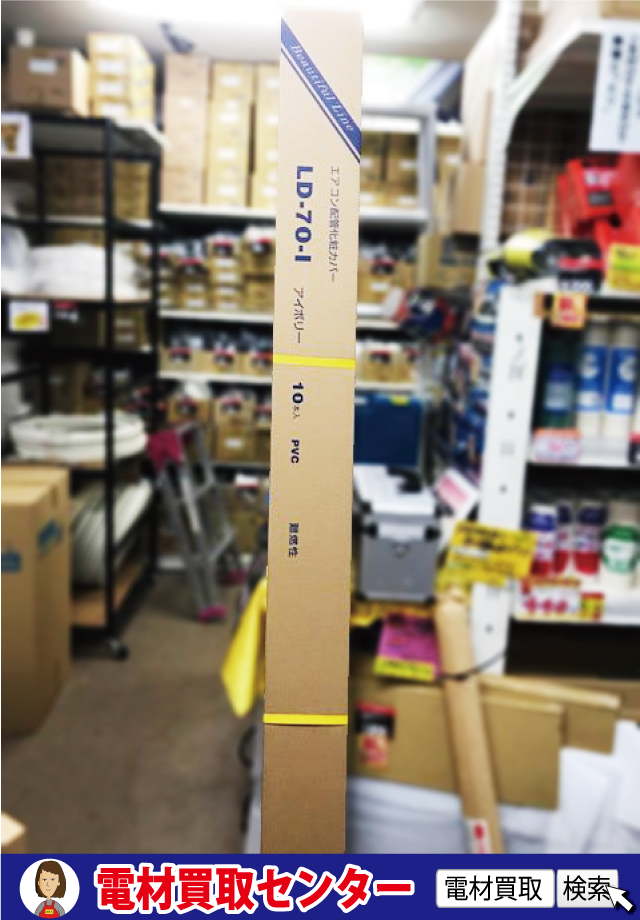 Beautiful Line
エアコン配管化粧カバー
LD-70-I
アイボリー
10本入
PVC
難燃性
電材買取センター
電材買取
検索